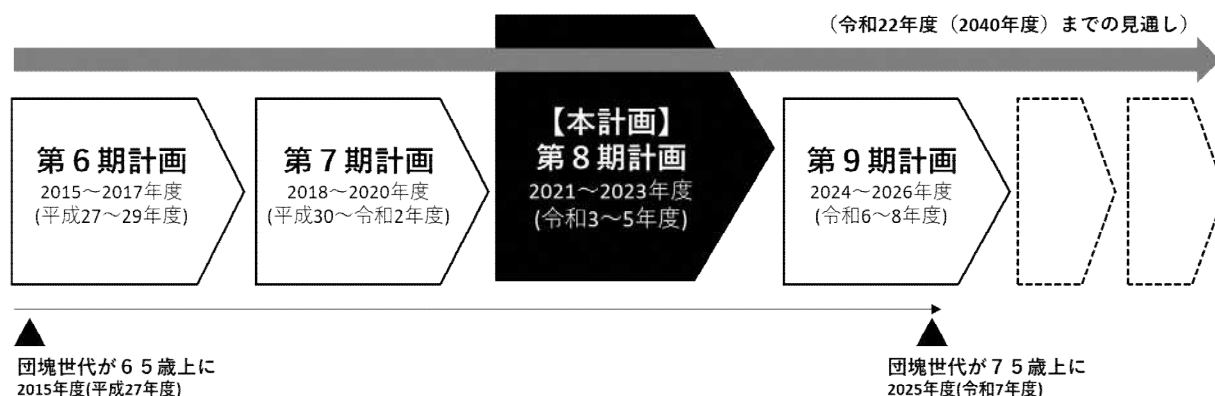 (令和22年度（2040年度）までの見通し)
第６期計画
2015～2017年度
(平成27～29年度)
第７期計画
2018～2020年度
(平成30～令和2年度)
【本計画】
第８期計画
2021～2023年度
(令和3～5年度)
第９期計画
2024～2026年度
(令和6～8年度)
団塊世代が６５歳上に
2015年度(平成27年度)
団塊世代が７５歳上に
2025年度(令和7年度)